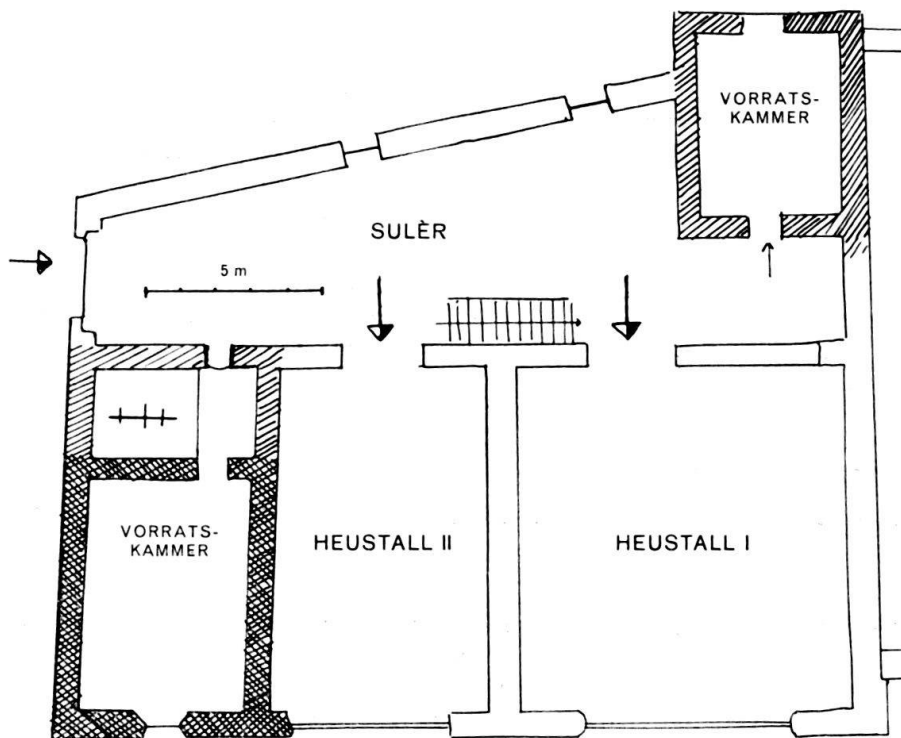 VORRATS-
KAMMER
SULÈR
5 m
VORRATS-
KAMMER
HEUSTALL II
HEUSTALL I